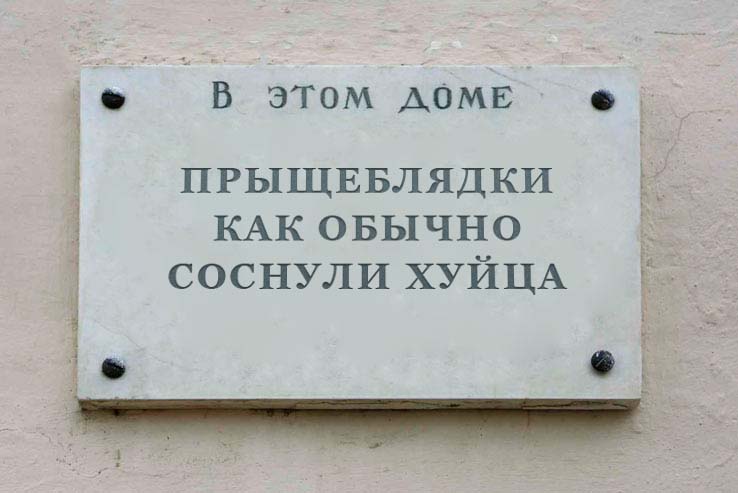 В ЭТОМ ДОМЕ
ПРЫЩЕБЛЯДКИ
КАК ОБЫЧНО
СОСНУЛИ ХУЙЦА